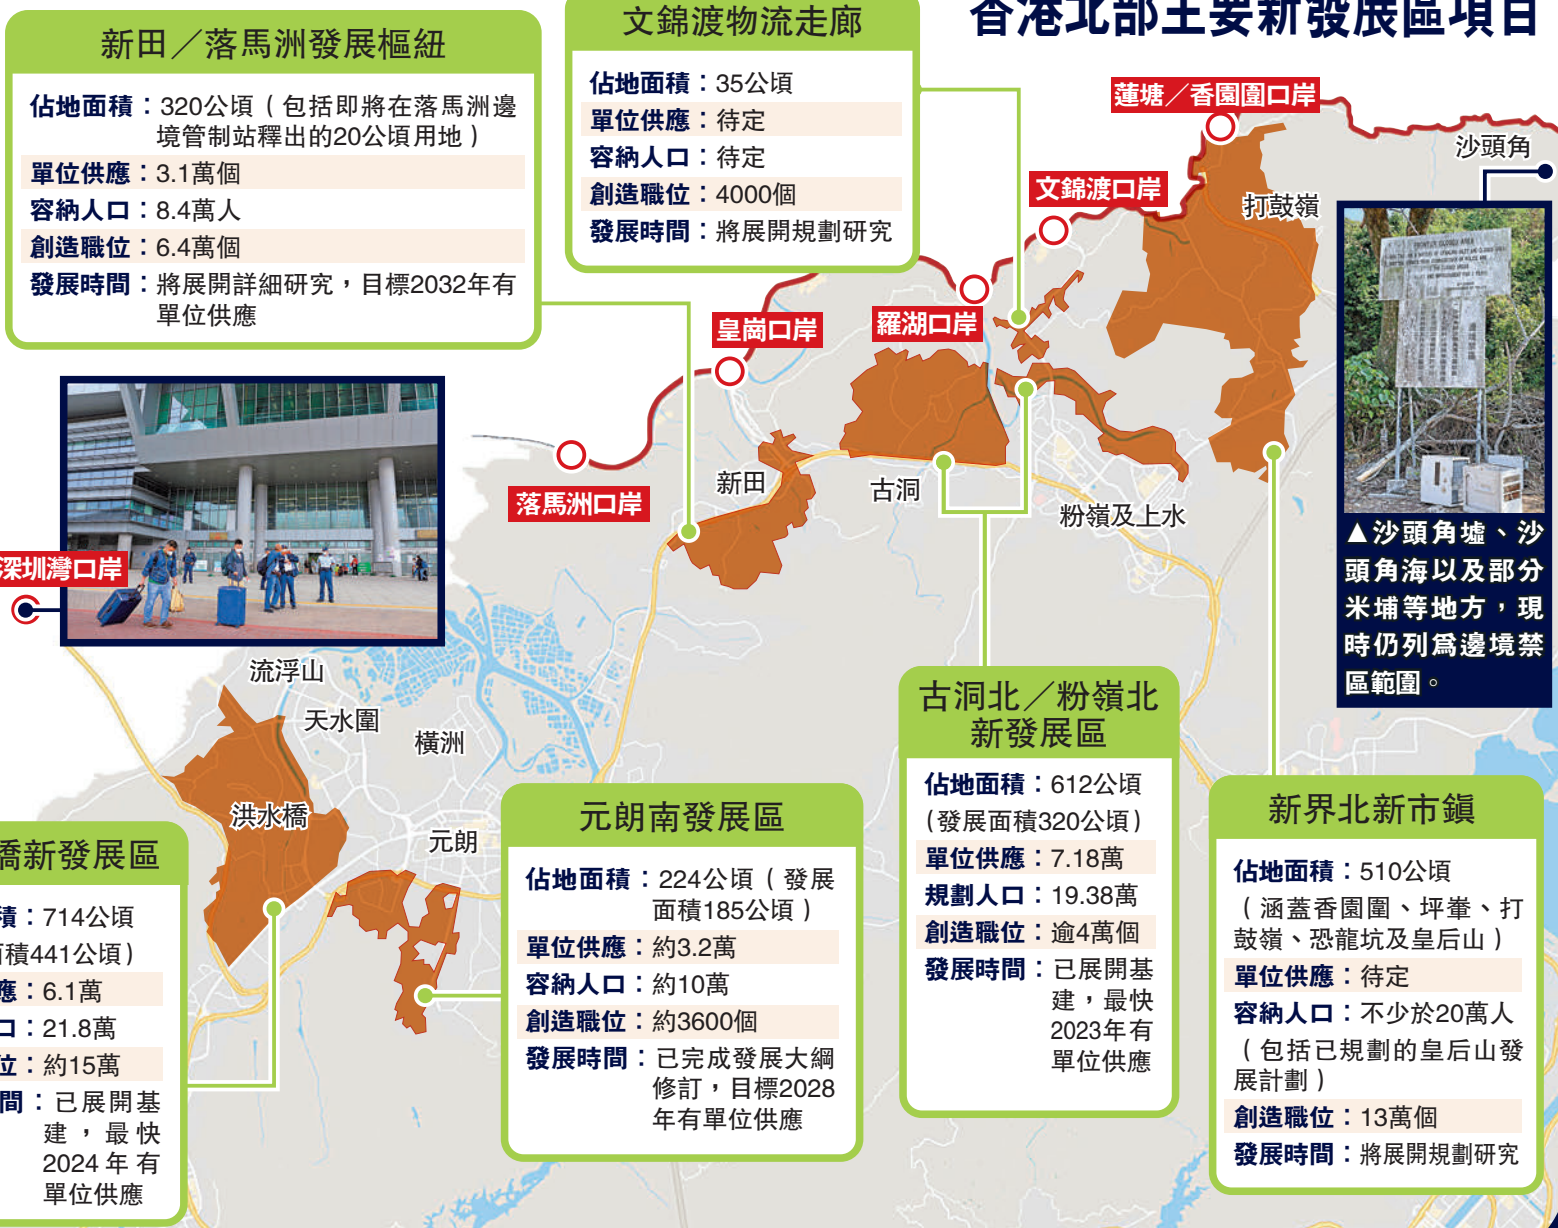 香港北部主要新發展區項目
新田／落馬洲發展樞紐
佔地面積：320公頃（包括即將在落馬洲邊
境管制站釋出的20公頃用地）
單位供應：3.1萬個
容納人口：8.4萬人
創造職位：6.4萬個
發展時間：將展開詳細研究，目標2032年有
單位供應
文錦渡物流走廊
佔地面積：35公頃
單位供應：待定
容納人口：待定
創造職位：4000個
發展時間：將展開規劃研究
蓮塘／香園圍口岸
沙頭角
文錦渡口岸
打鼓嶺
皇崗口岸
羅湖口岸
新田
古洞
落馬洲口岸
粉嶺及上水
深圳灣口岸
FRONTIER CLOSED AREA
▲沙頭角墟、沙
頭角海以及部分
米埔等地方，現
時仍列為邊境禁
區範圍。
流浮山
天水圍
橫洲
洪水橋
元朗
橋新發展區
積：714公頃
面積441公頃）
應：6.1萬
口：21.8萬
位：約15萬
間：已展開基
建，最快
2024年有
單位供應
元朗南發展區
佔地面積：224公頃（發展
面積185公頃）
單位供應：約3.2萬
容納人口：約10萬
創造職位：約3600個
發展時間：已完成發展大綱
修訂，目標2028
年有單位供應
古洞北／粉嶺北
新發展區
佔地面積：612公頃
（發展面積320公頃）
單位供應：7.18萬
規劃人口：19.38萬
創造職位：逾4萬個
發展時間：已展開基
建，最快
2023年有
單位供應
新界北新市鎮
佔地面積：510公頃
（涵蓋香園圍、坪輋、打
鼓嶺、恐龍坑及皇后山）
單位供應：待定
容納人口：不少於20萬人
（包括已規劃的皇后山發
展計劃）
創造職位：13萬個
發展時間：將展開規劃研究